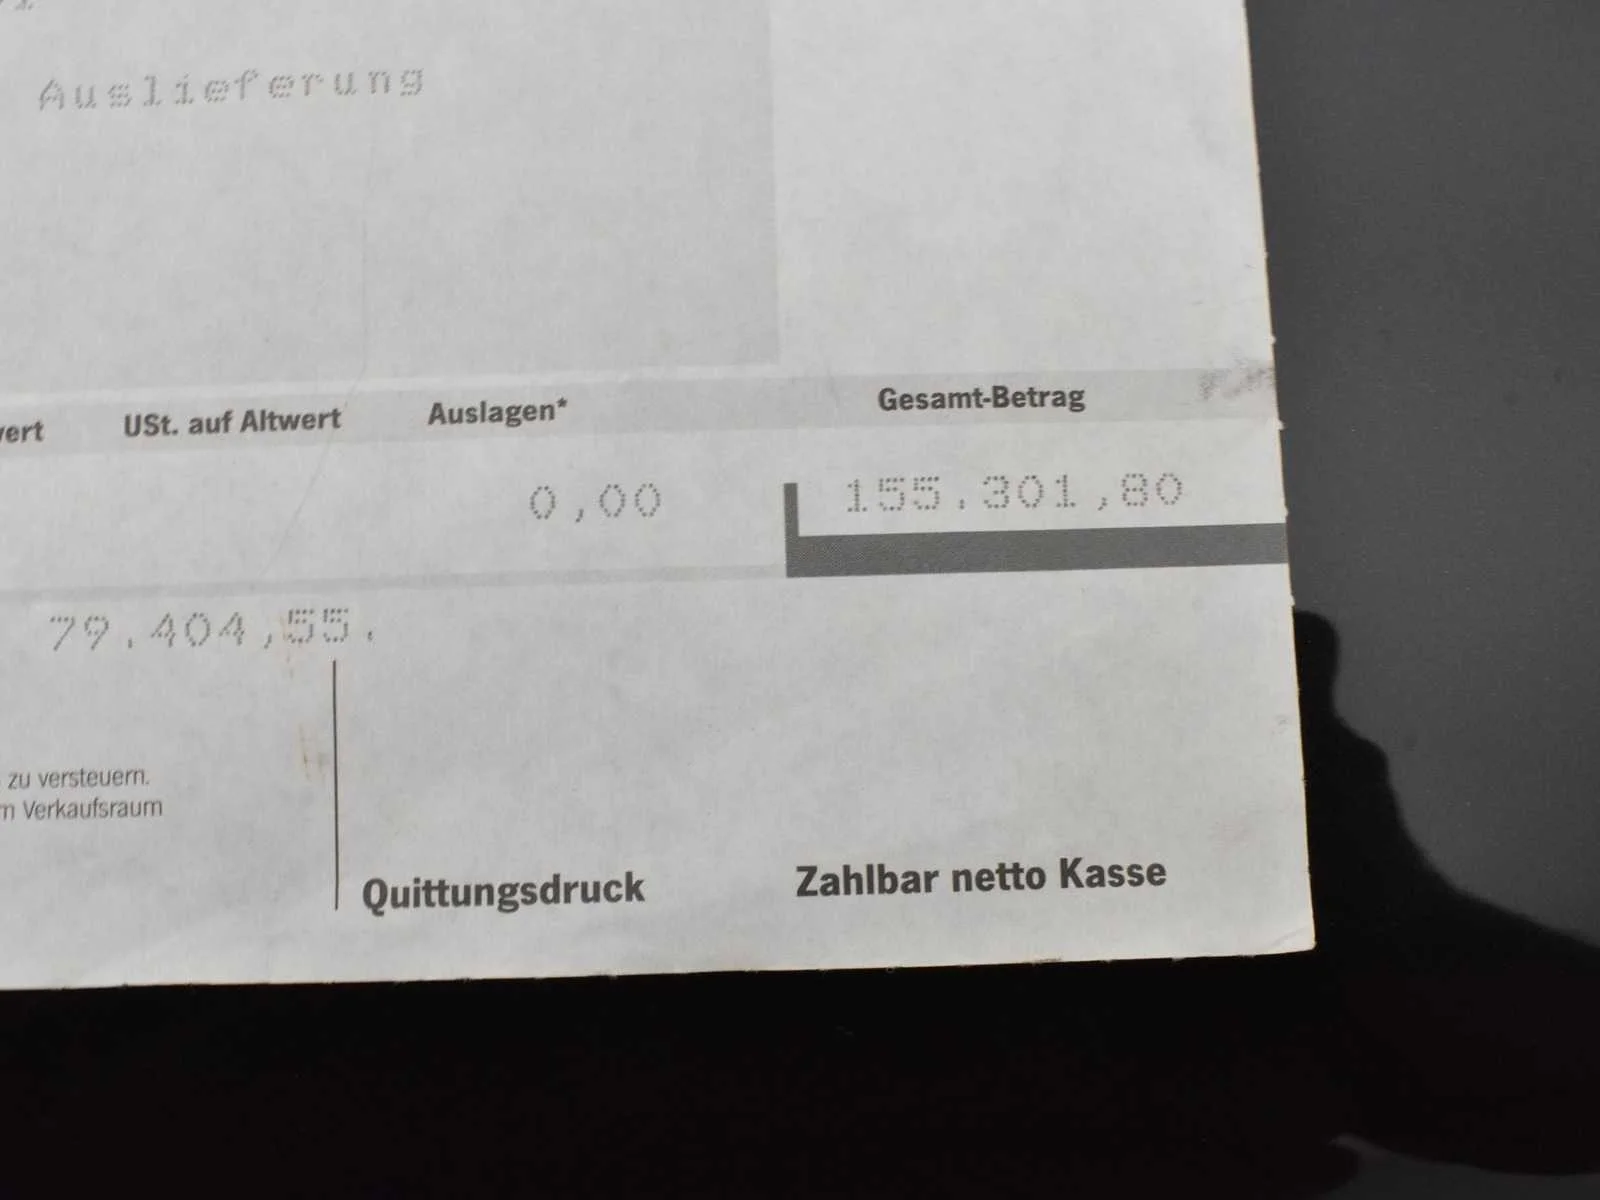 Auslieferung
USt. auf Altwert Auslagen* Gesamt-Betrag
0,00 155.301,80
79.404,55.
zu versteuern.
Verkaufsraum
Quittungsdruck Zahlbar netto Kasse